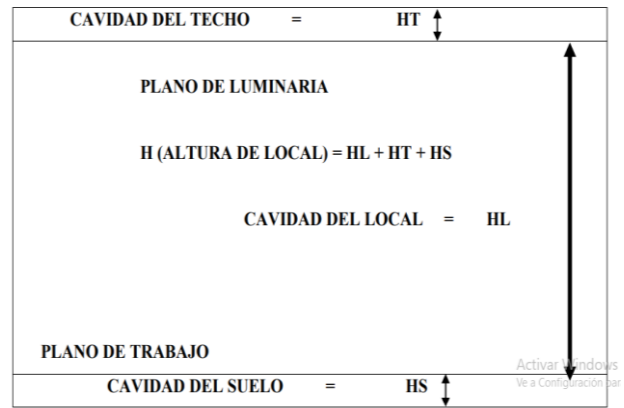 CAVIDAD DEL TECHO = HT
PLANO DE LUMINARIA
H (ALTURA DE LOCAL) = HL + HT + HS
CAVIDAD DEL LOCAL = HL
PLANO DE TRABAJO
Activar Windows
CAVIDAD DEL SUELO = HS
Ve a Configuración par